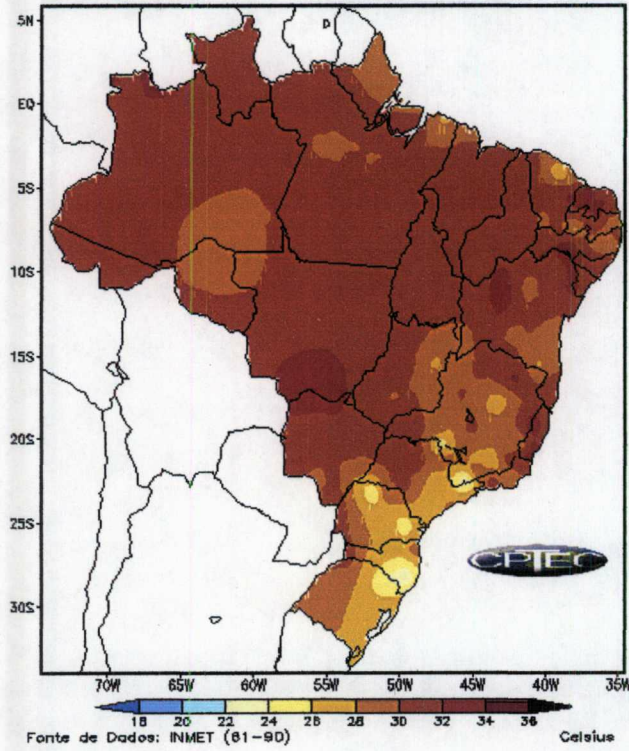 5N
EQ
5S
10S
15S
20S
25S
30S
70W 65W 60W 55W 50W 45W 40W 35W
CPTEC
18 20 22 24 26 28 30 32 34 36
Fonte de Dados: INMET (61-90) Celsius